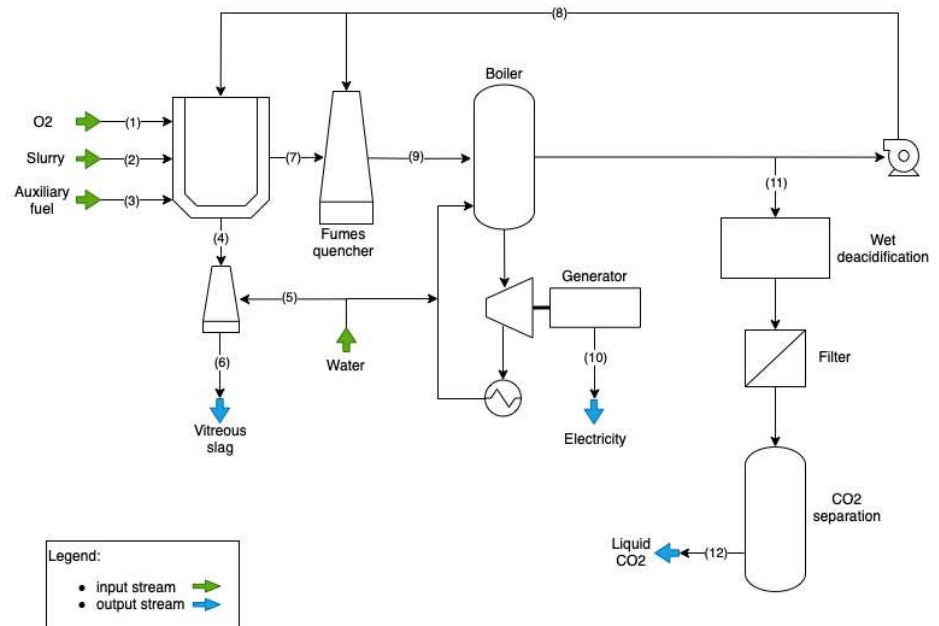 (8)
Boiler
O2
(1)
Slurry
(2)
(7)
(9)
Auxiliary
fuel
(3)
(11)
(4)
Fumes
quencher
Wet
deacidification
Generator
(5)
(6)
Water
(10)
Filter
Vitreous
slag
Electricity
CO2
separation
Liquid
CO2
(12)
Legend:
• input stream
• output stream